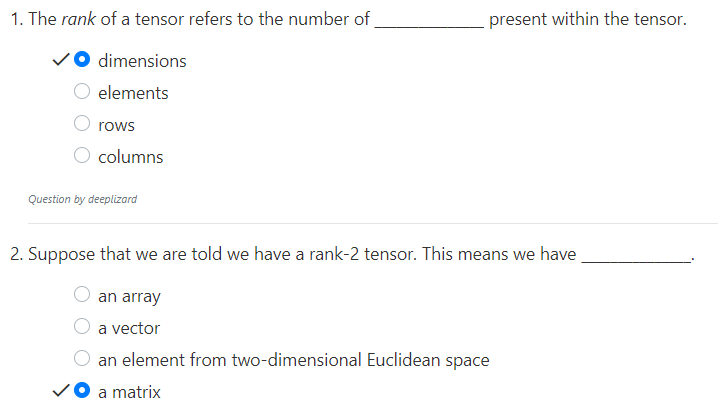 1. The rank of a tensor refers to the number of ______________ present within the tensor.
dimensions
elements
rows
columns
Question by deeplizard
2. Suppose that we are told we have a rank-2 tensor. This means we have ______________.
an array
a vector
an element from two-dimensional Euclidean space
a matrix